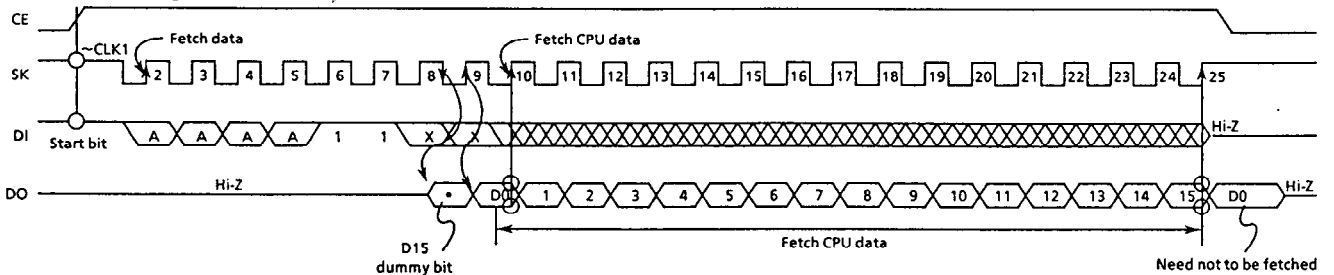 CE
~CLK1
Fetch data
Fetch CPU data
SK
2 3 4 5 6 7 8 9 10 11 12 13 14 15 16 17 18 19 20 21 22 23 24 25
DI
A A A A 1 1 X X
Hi-Z
Start bit
DO
Hi-Z
* D0 1 2 3 4 5 6 7 8 9 10 11 12 13 14 15 D0
Hi-Z
Fetch CPU data
D15
dummy bit
Need not to be fetched